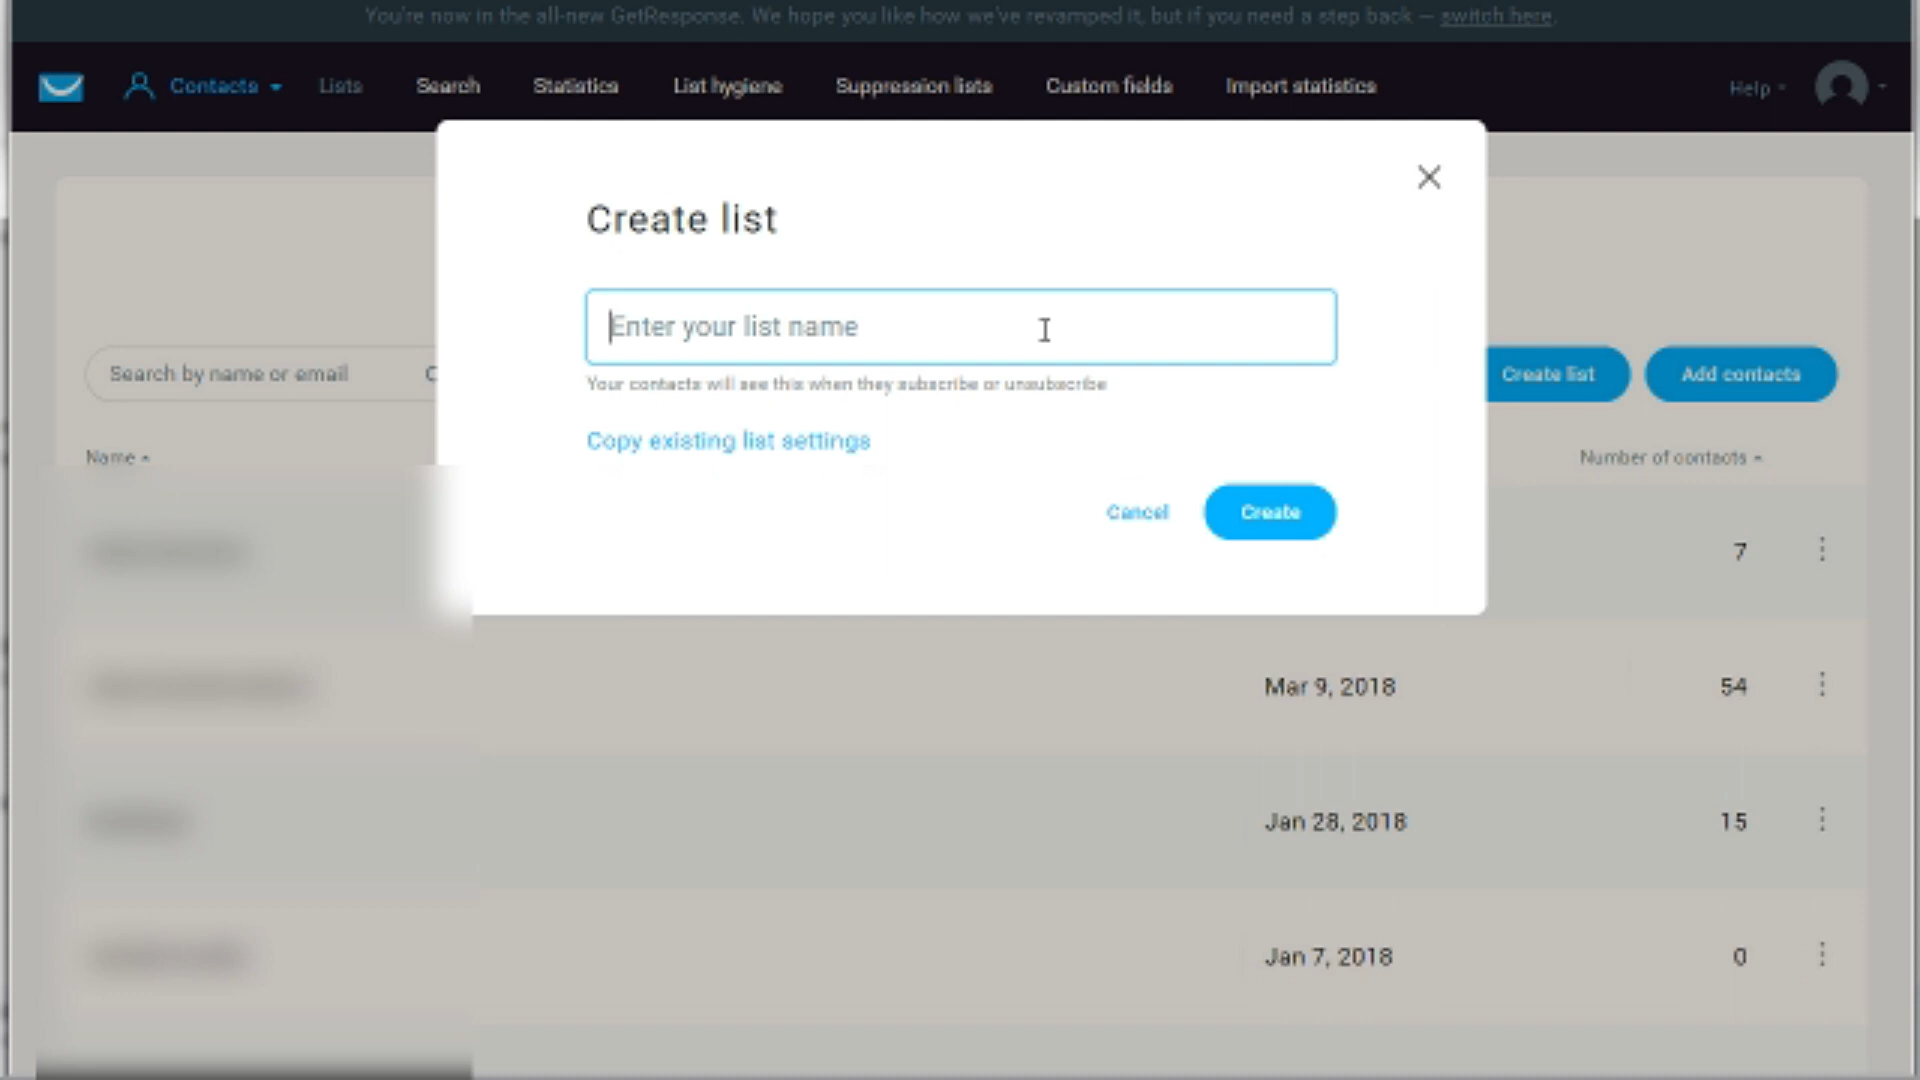 You're now in the all-new GetResponse. We hope you like how we've revamped it, but if you need a step back — switch here.
Contacts Lists Search Statistics List hygiene Suppression lists Custom fields Import statistics Help
Create list
Enter your list name
Your contacts will see this when they subscribe or unsubscribe
Search by name or email
Create list Add contacts
Copy existing list settings
Name Number of contacts
Cancel Create
7
Mar 9, 2018 54
Jan 28, 2018 15
Jan 7, 2018 0